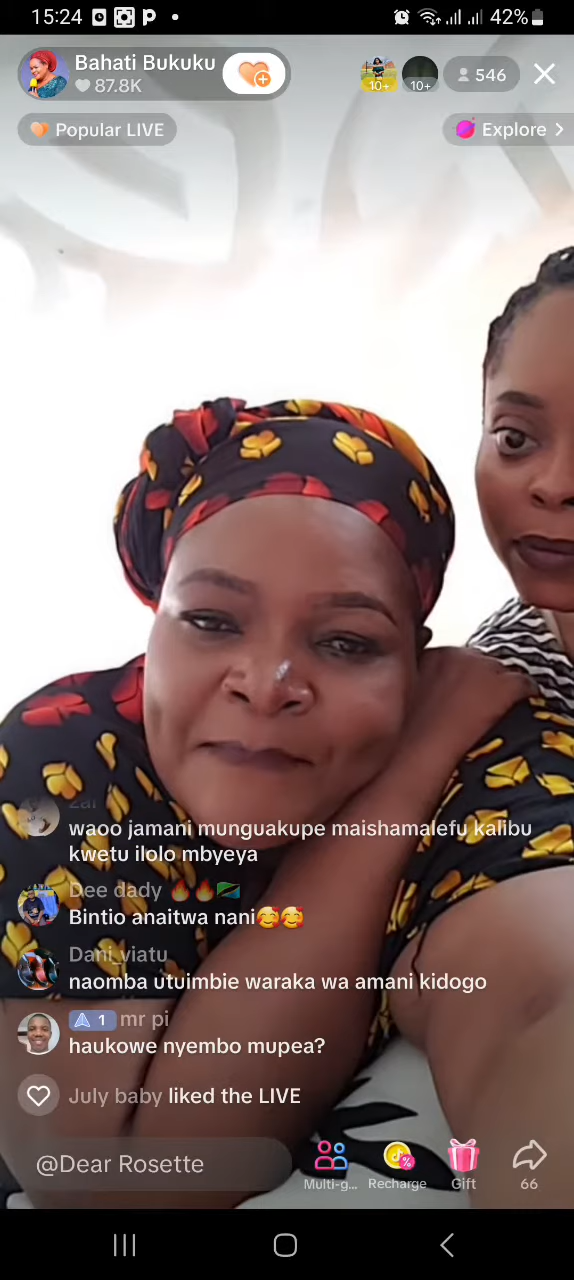 15:24
42%
Bahati Bukuku
87.8K
10+
10+
546
Popular LIVE
Explore
waoo jamani munguakupe maishamalefu kalibu
kwetu ilolo mbyeya
Dee dady 🔥🔥🇹🇿
Bintio anaitwa nani🥰🥰
Dani_viatu
naomba utuimbie waraka wa amani kidogo
1 mr pi
haukowe nyembo mupea?
July baby liked the LIVE
@Dear Rosette
Multi-g...
Recharge
Gift
66